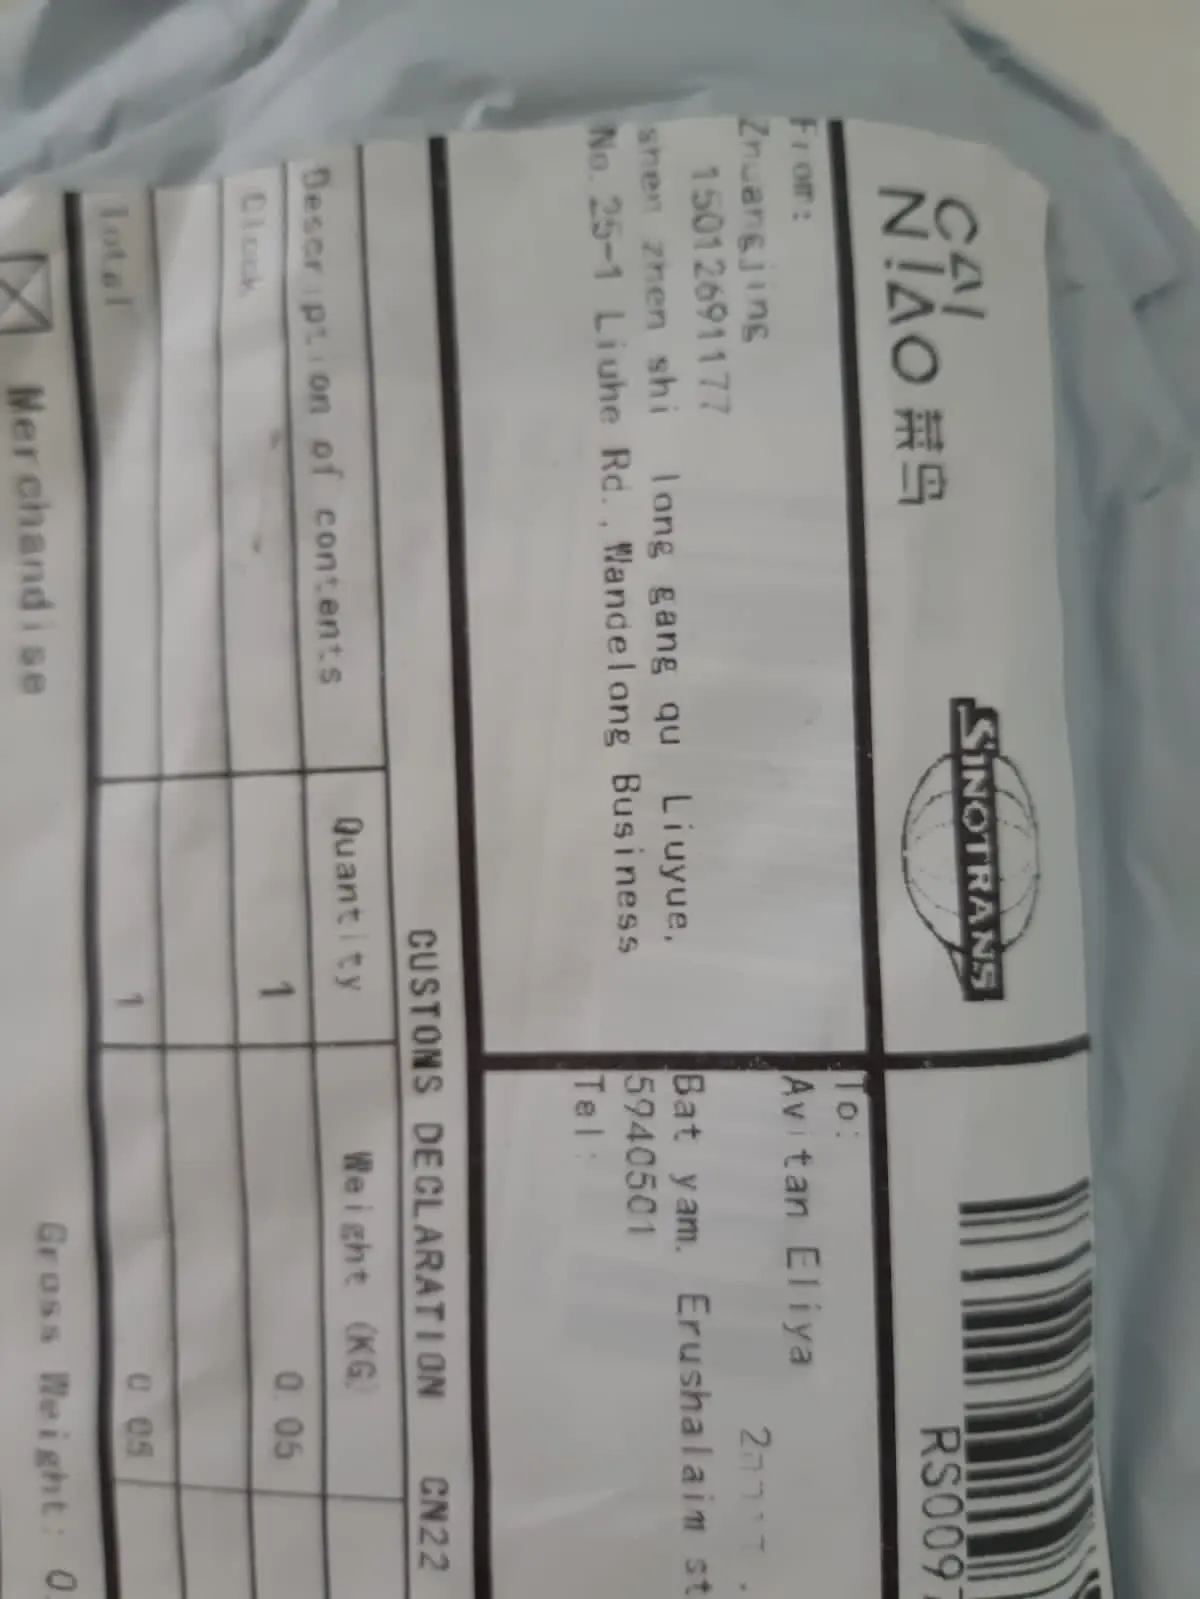 CAI
NIAO 菜鸟
SINOTRANS
RS0097
From:
Zhuangjing
15012691177
shen zhen shi long gang qu Liuyue,
No. 25-1 Liuhe Rd., Wandelong Business
To:
Avitan Eliya
Bat yam. Erushalaim st
5940501
Tel:
CUSTOMS DECLARATION CN22
Description of contents Quantity Weight (KG)
Clock 1 0.05
Total 1 0.05
Merchandise Gross Weight: 0.